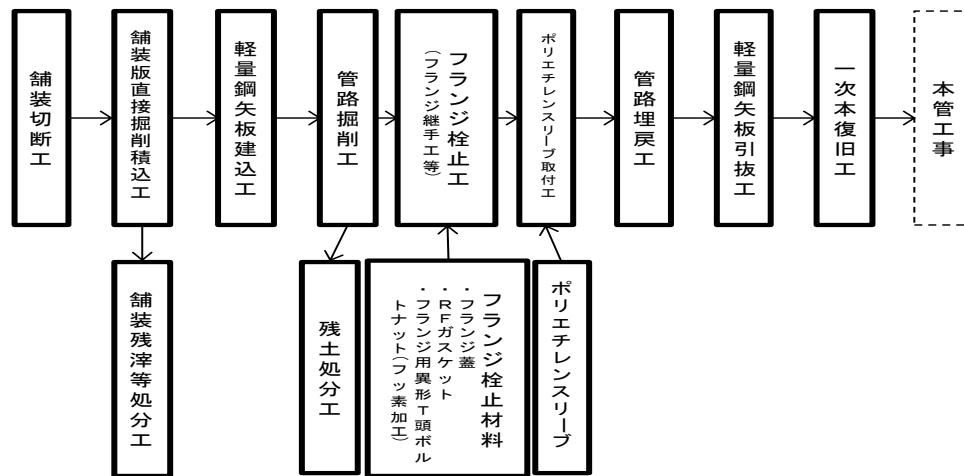 舗装切断工
舗装版直接掘削積込工
軽量鋼矢板建込工
管路掘削工
フランジ栓止工
(フランジ継手工等)
ポリエチレンスリーブ取付工
管路埋戻工
軽量鋼矢板引抜工
一次本復旧工
本管工事
舗装残滓等処分工
残土処分工
フランジ栓止材料
・フランジ蓋
・RFガスケット
・フランジ用異形T頭ボル
トナット(フッ素加工)
ポリエチレンスリーブ